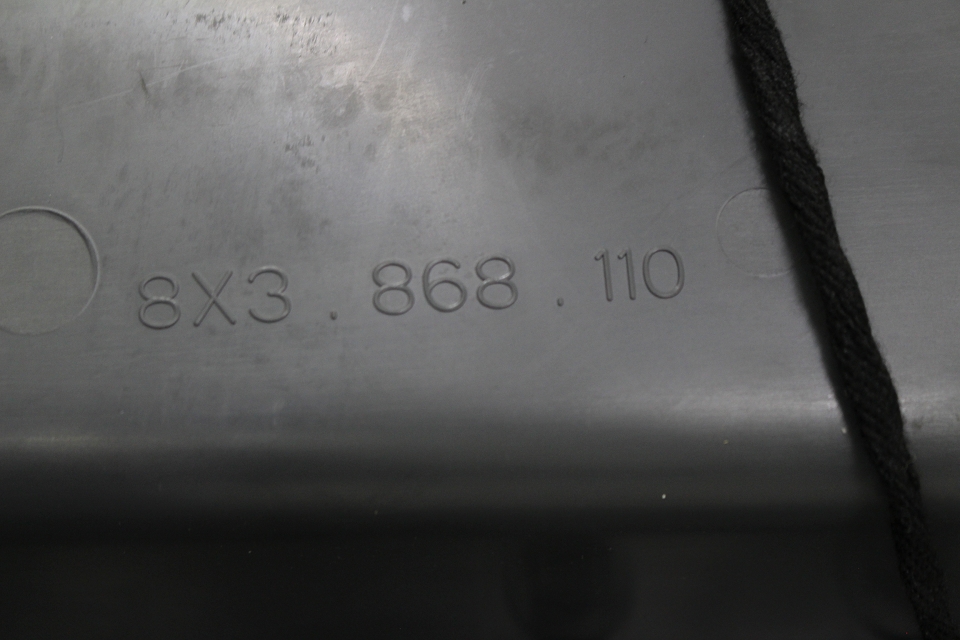 8X3 . 868 . 110